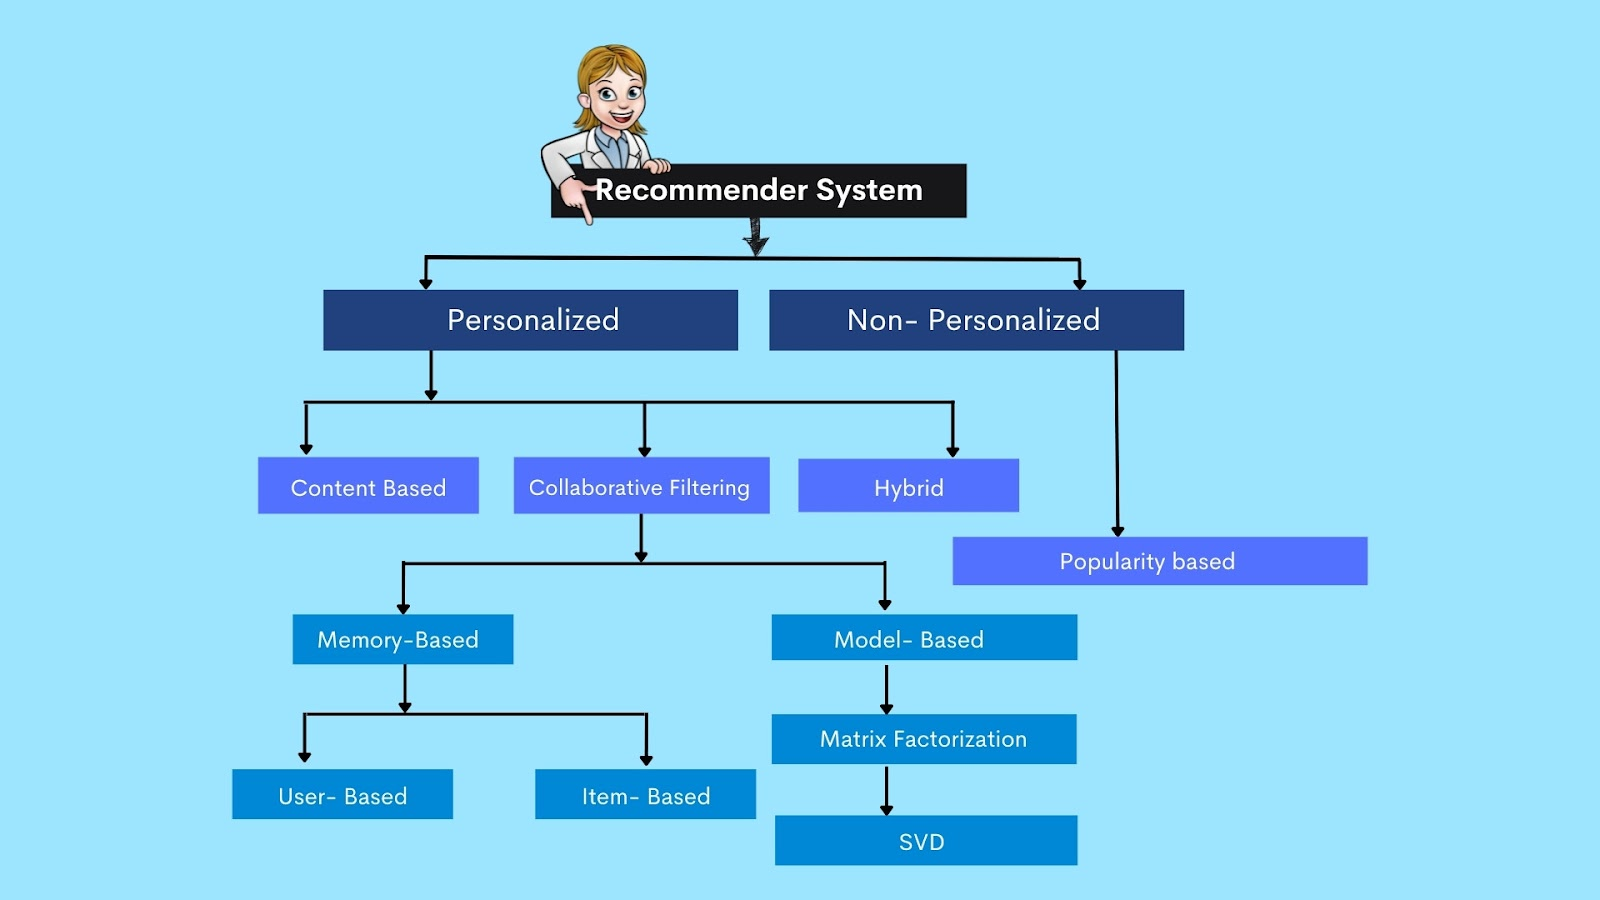 Recommender System
Personalized
Non- Personalized
Content Based
Collaborative Filtering
Hybrid
Popularity based
Memory-Based
Model- Based
Matrix Factorization
User- Based
Item- Based
SVD